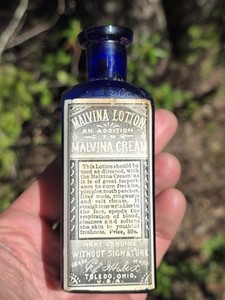 MALVINA LOTION
AN ADDITION
TO
MALVINA CREAM
This Lotion should be
used as directed, with
the Malvina Cream as
it is of great import-
ance to cure freckles,
pimples, moth patches,
liver mole, ringworm
and salt rheum. It
straightens wrinkles in
the face, speeds the
respiration of blood,
cleanses and softens
the skin to youthful
freshness. Price, 50c.
NONE GENUINE
WITHOUT SIGNATURE
TOLEDO, OHIO,
U.S.A.